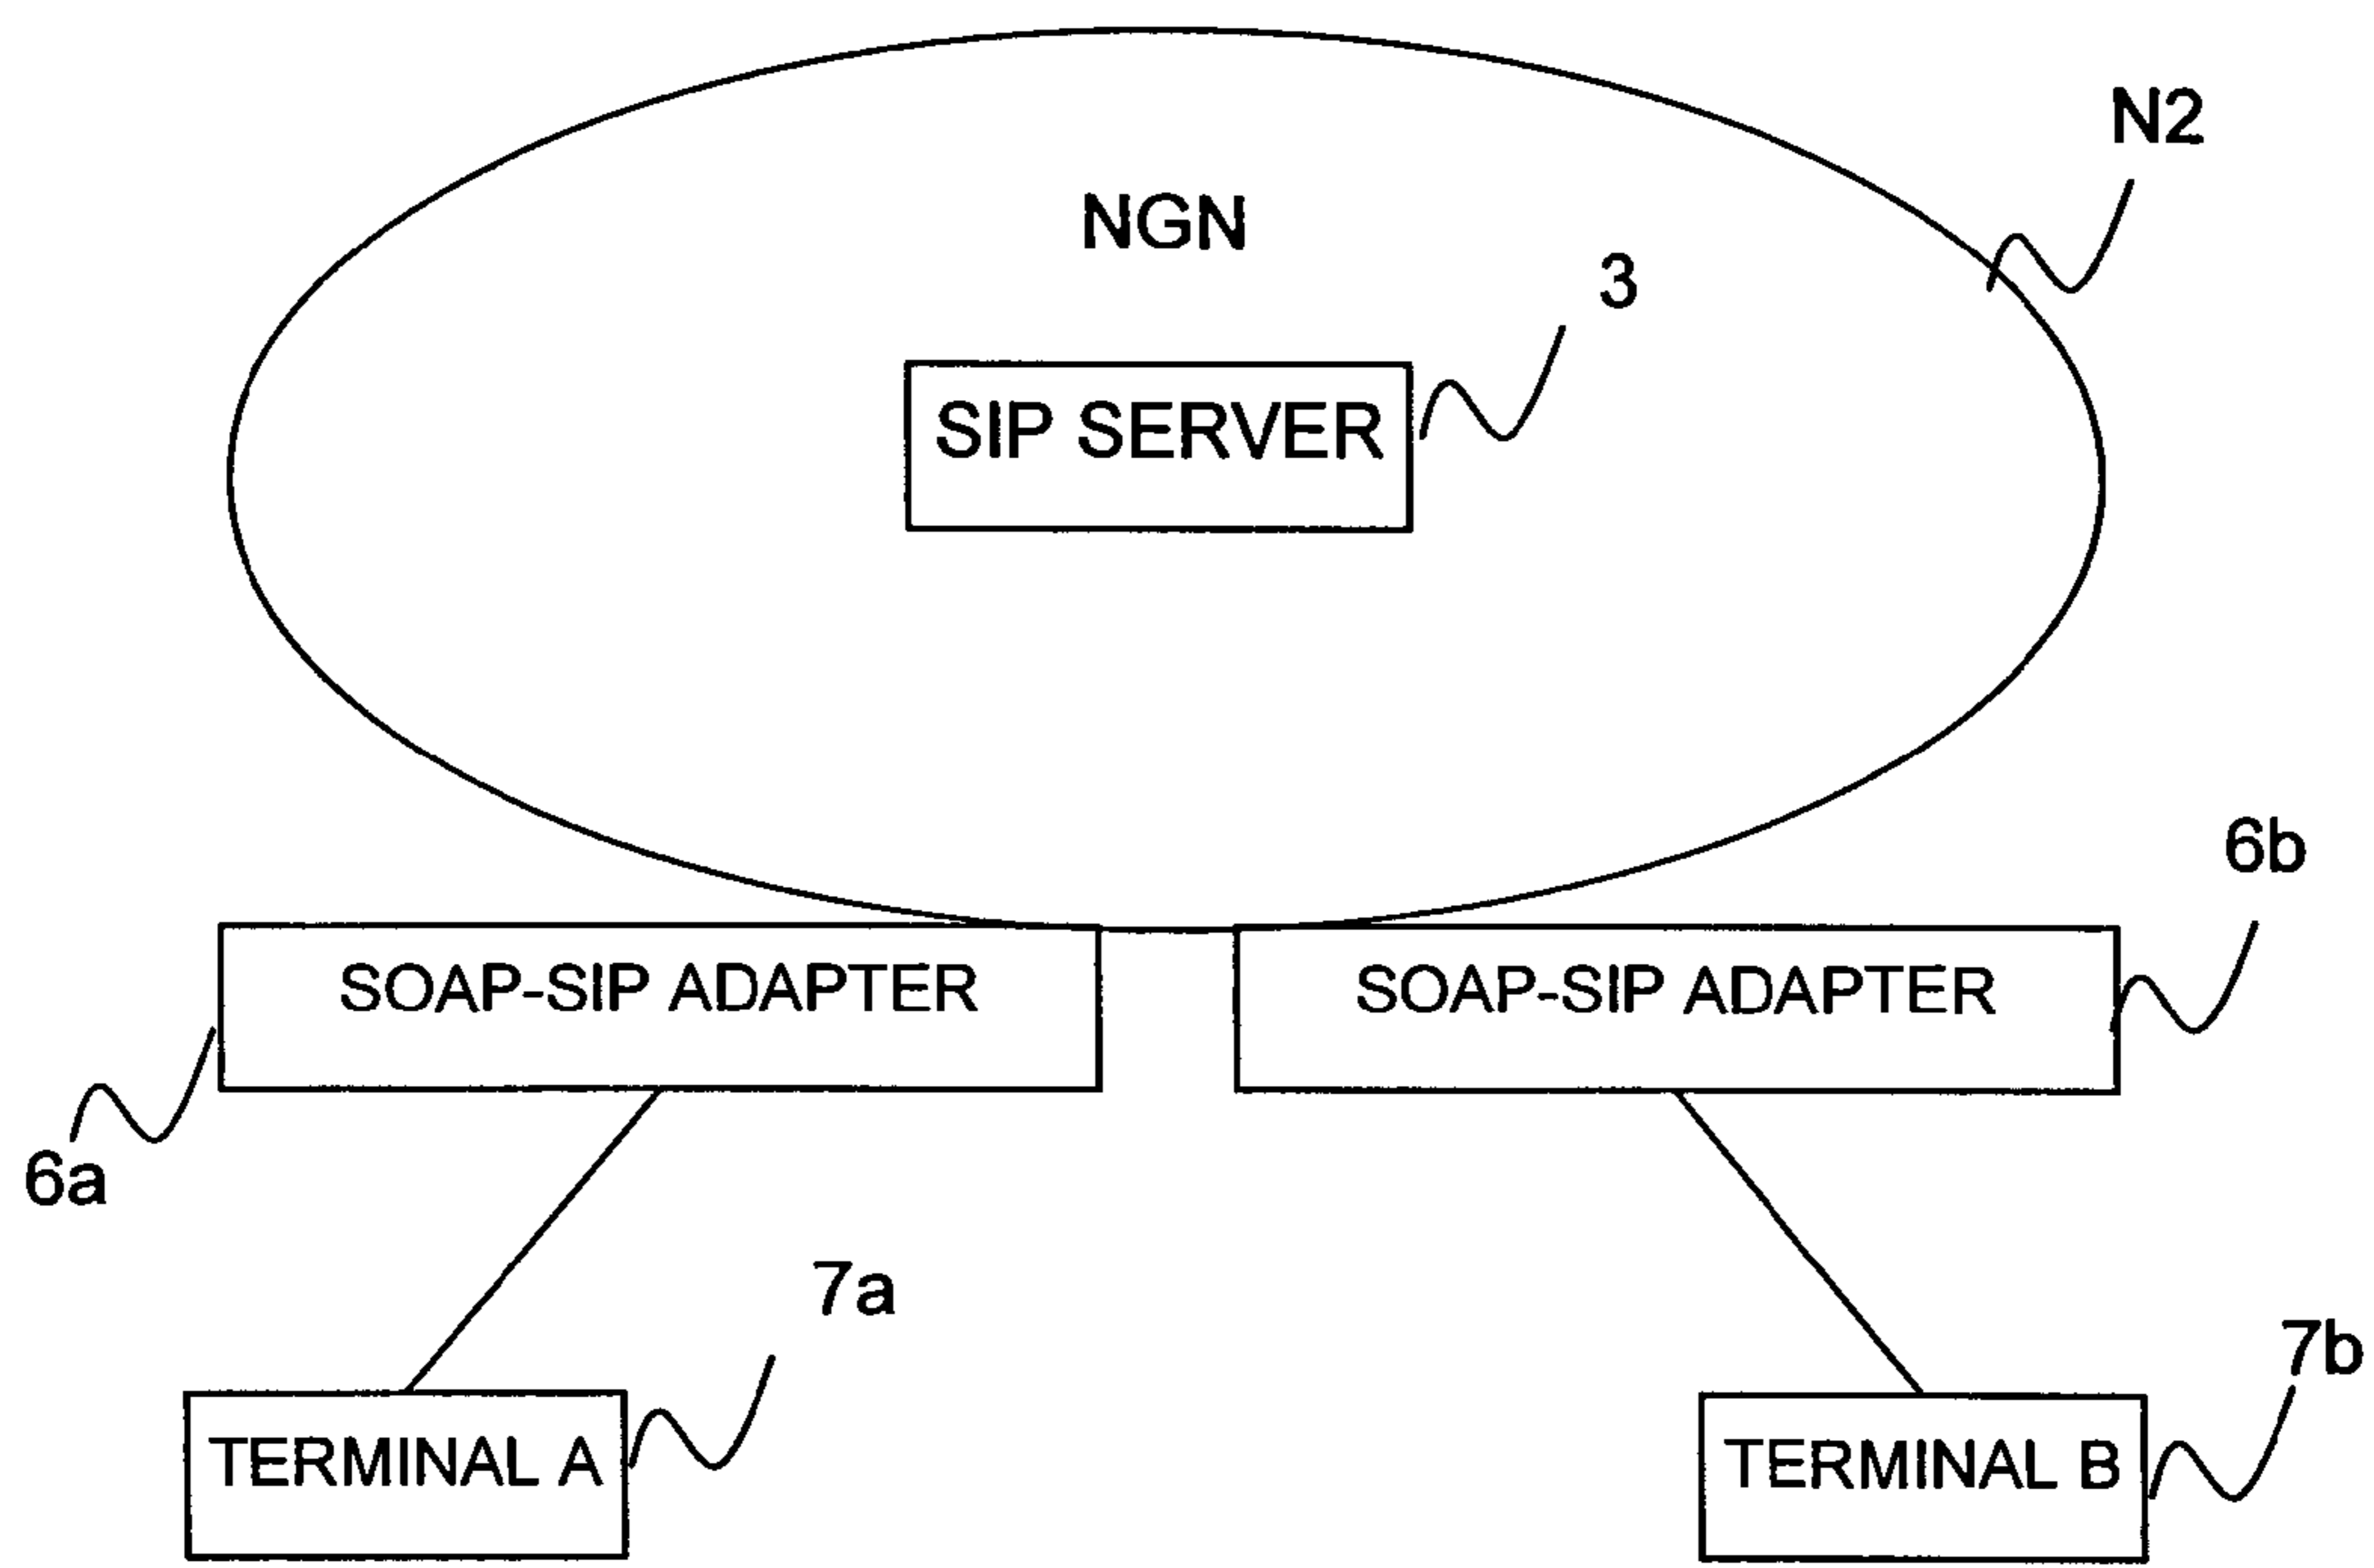 N2
NGN
3
SIP SERVER
6b
SOAP-SIP ADAPTER
SOAP-SIP ADAPTER
6a
7a
7b
TERMINAL A
TERMINAL B